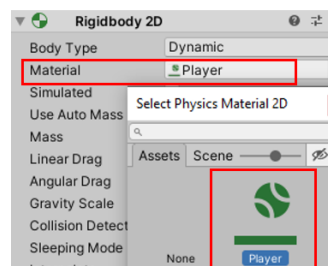 Rigidbody 2D
Body Type Dynamic
Material Player
Simulated
Select Physics Material 2D
Use Auto Mass
Mass
Linear Drag
Assets Scene
Angular Drag
Gravity Scale
Collision Detect
Sleeping Mode
None Player